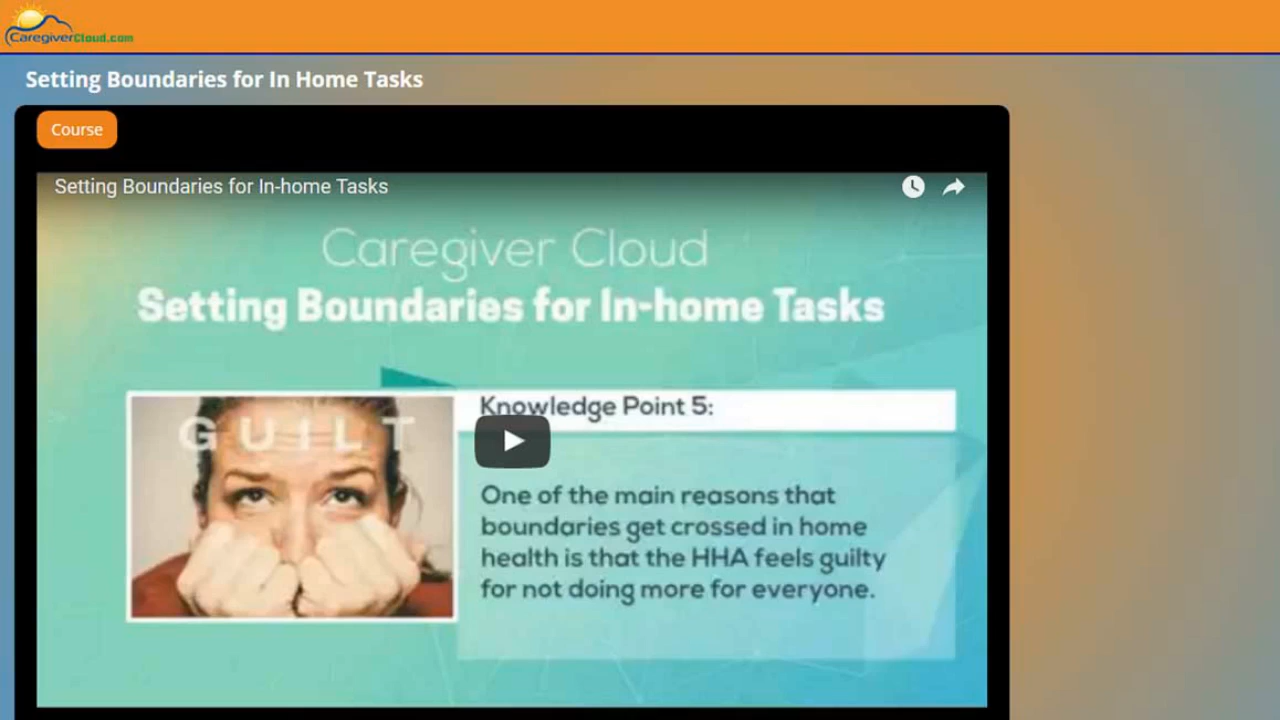 CaregiverCloud.com
Setting Boundaries for In Home Tasks
Course
Setting Boundaries for In-home Tasks
Caregiver Cloud
Setting Boundaries for In-home Tasks
GUILT
Knowledge Point 5:
One of the main reasons that
boundaries get crossed in home
health is that the HHA feels guilty
for not doing more for everyone.